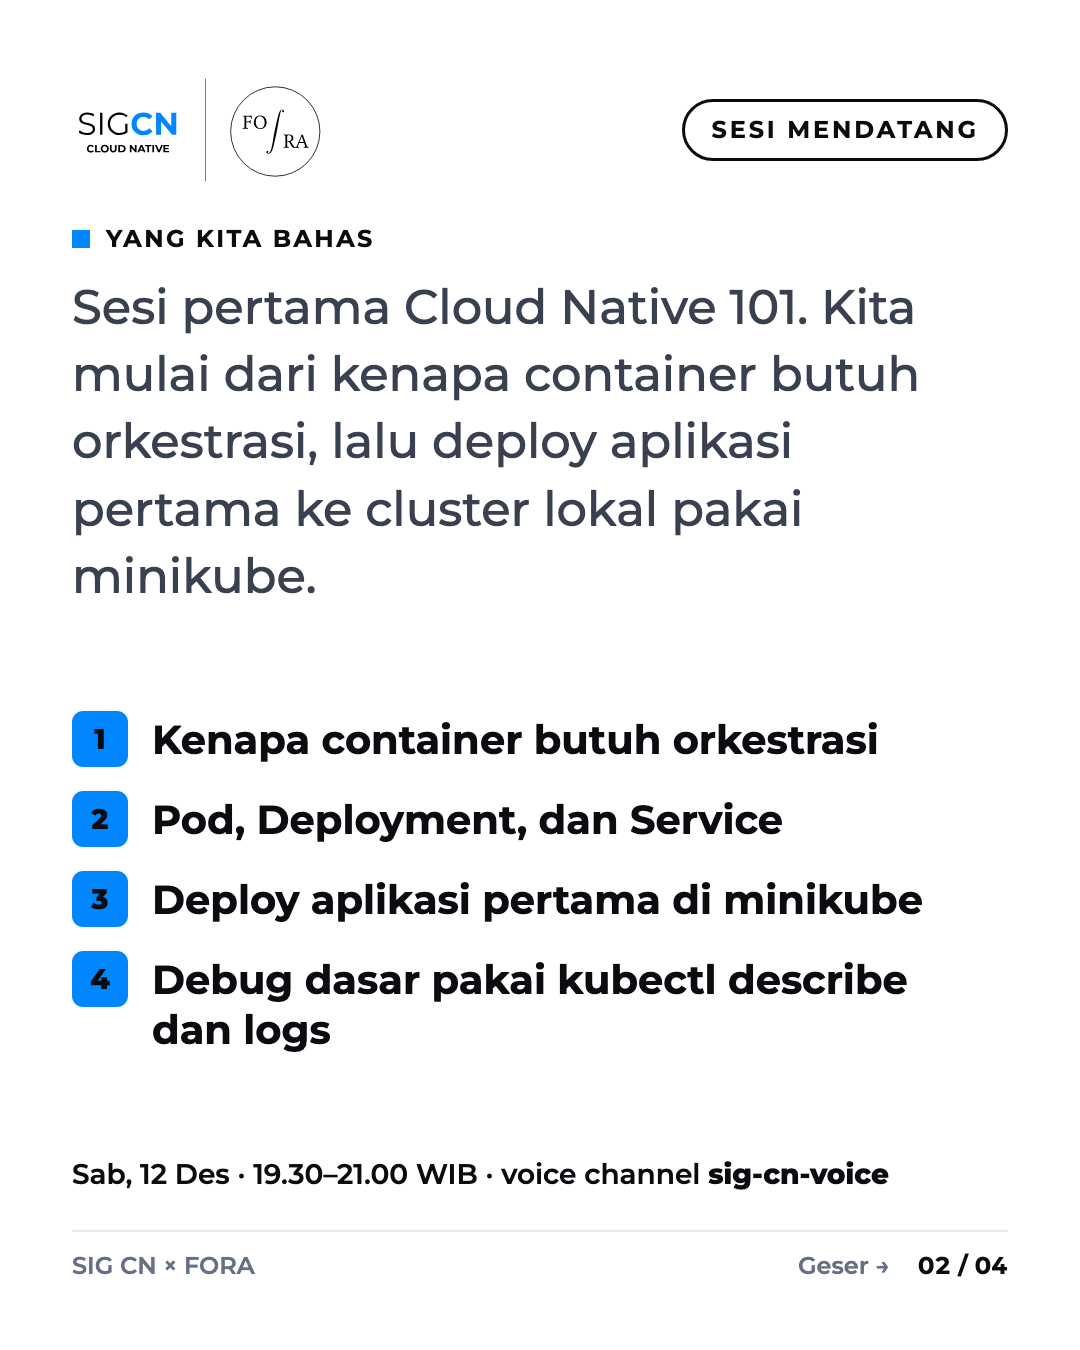 SIGCN
CLOUD NATIVE
FO
RA
SESI MENDATANG
YANG KITA BAHAS
Sesi pertama Cloud Native 101. Kita
mulai dari kenapa container butuh
orkestrasi, lalu deploy aplikasi
pertama ke cluster lokal pakai
minikube.
1 Kenapa container butuh orkestrasi
2 Pod, Deployment, dan Service
3 Deploy aplikasi pertama di minikube
4 Debug dasar pakai kubectl describe
dan logs
Sab, 12 Des · 19.30–21.00 WIB · voice channel sig-cn-voice
SIG CN × FORA
Geser → 02 / 04